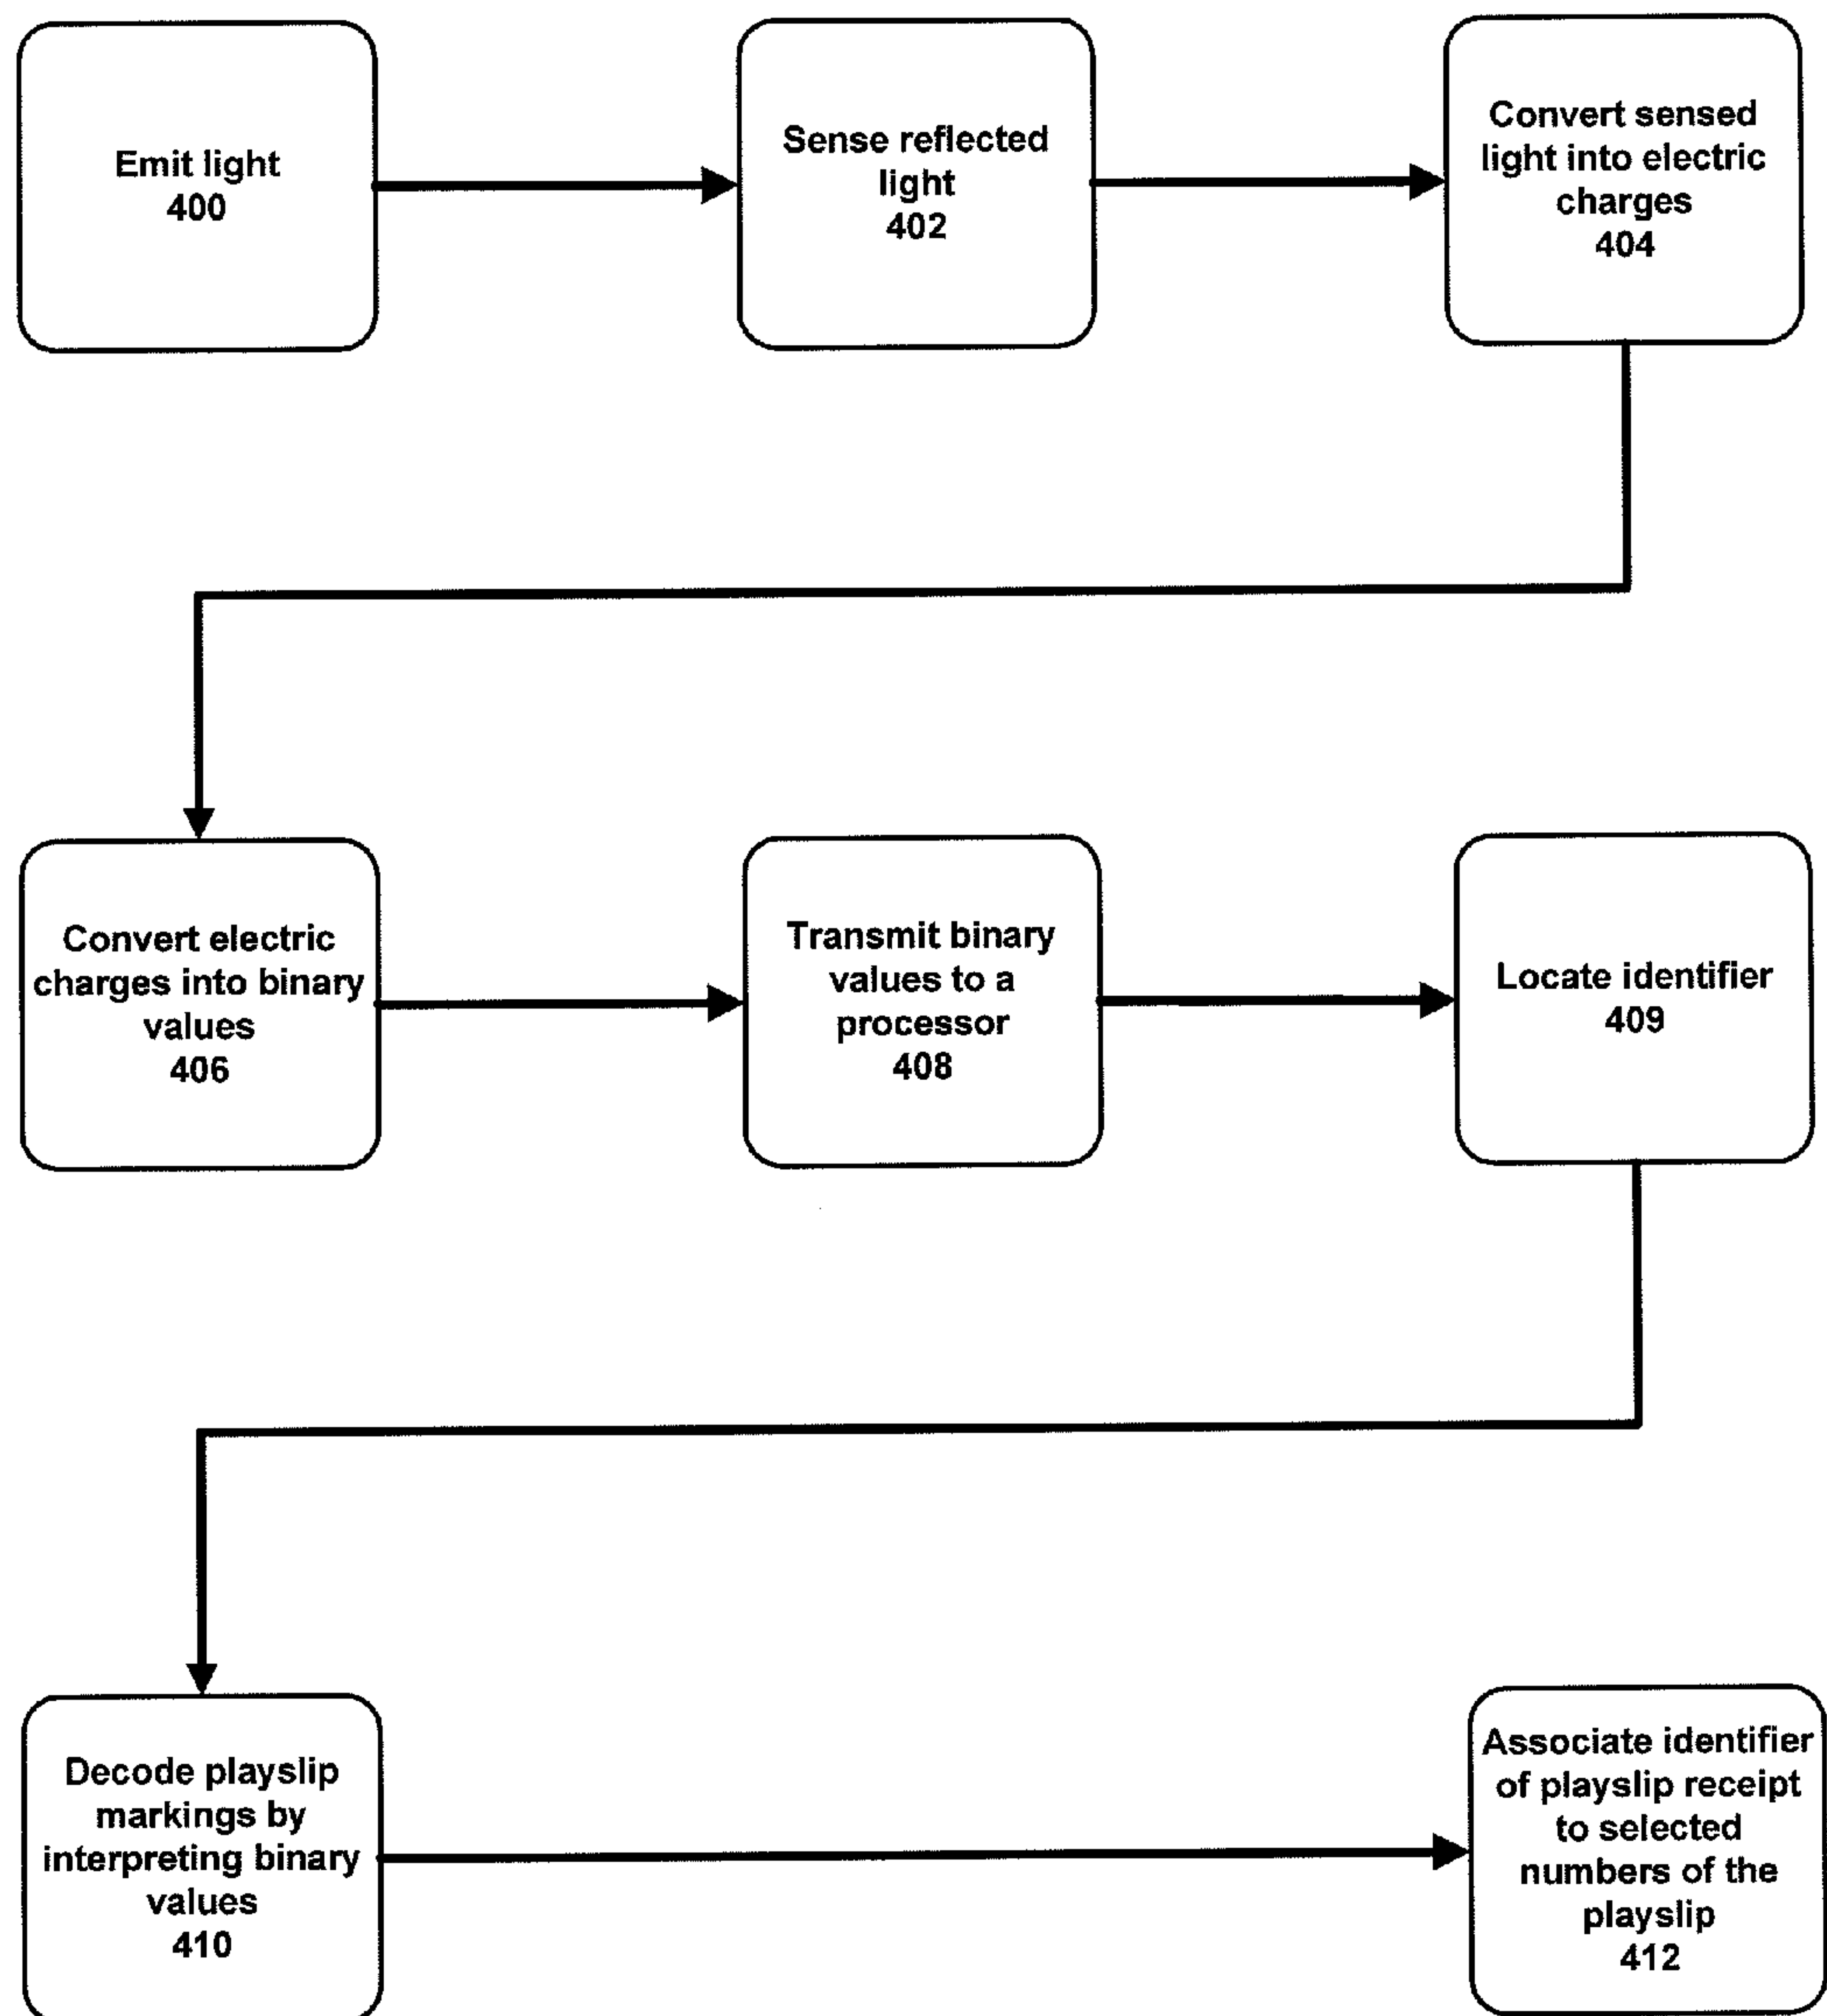 Emit light
400
Sense reflected
light
402
Convert sensed
light into electric
charges
404
Convert electric
charges into binary
values
406
Transmit binary
values to a
processor
408
Locate identifier
409
Decode playslip
markings by
interpreting binary
values
410
Associate identifier
of playslip receipt
to selected
numbers of the
playslip
412